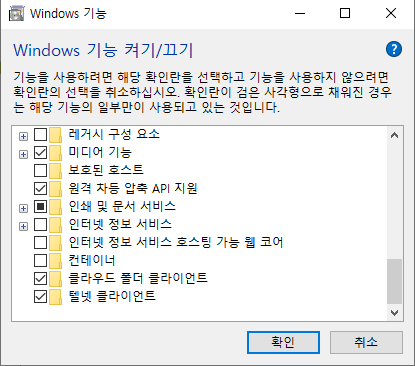 Windows 기능
Windows 기능 켜기/끄기
기능을 사용하려면 해당 확인란을 선택하고 기능을 사용하지 않으려면
확인란의 선택을 취소하십시오. 확인란이 검은 사각형으로 채워진 경우
는 해당 기능의 일부만이 사용되고 있는 것입니다.
레거시 구성 요소
미디어 기능
보호된 호스트
원격 차등 압축 API 지원
인쇄 및 문서 서비스
인터넷 정보 서비스
인터넷 정보 서비스 호스팅 가능 웹 코어
컨테이너
클라우드 폴더 클라이언트
텔넷 클라이언트
확인
취소